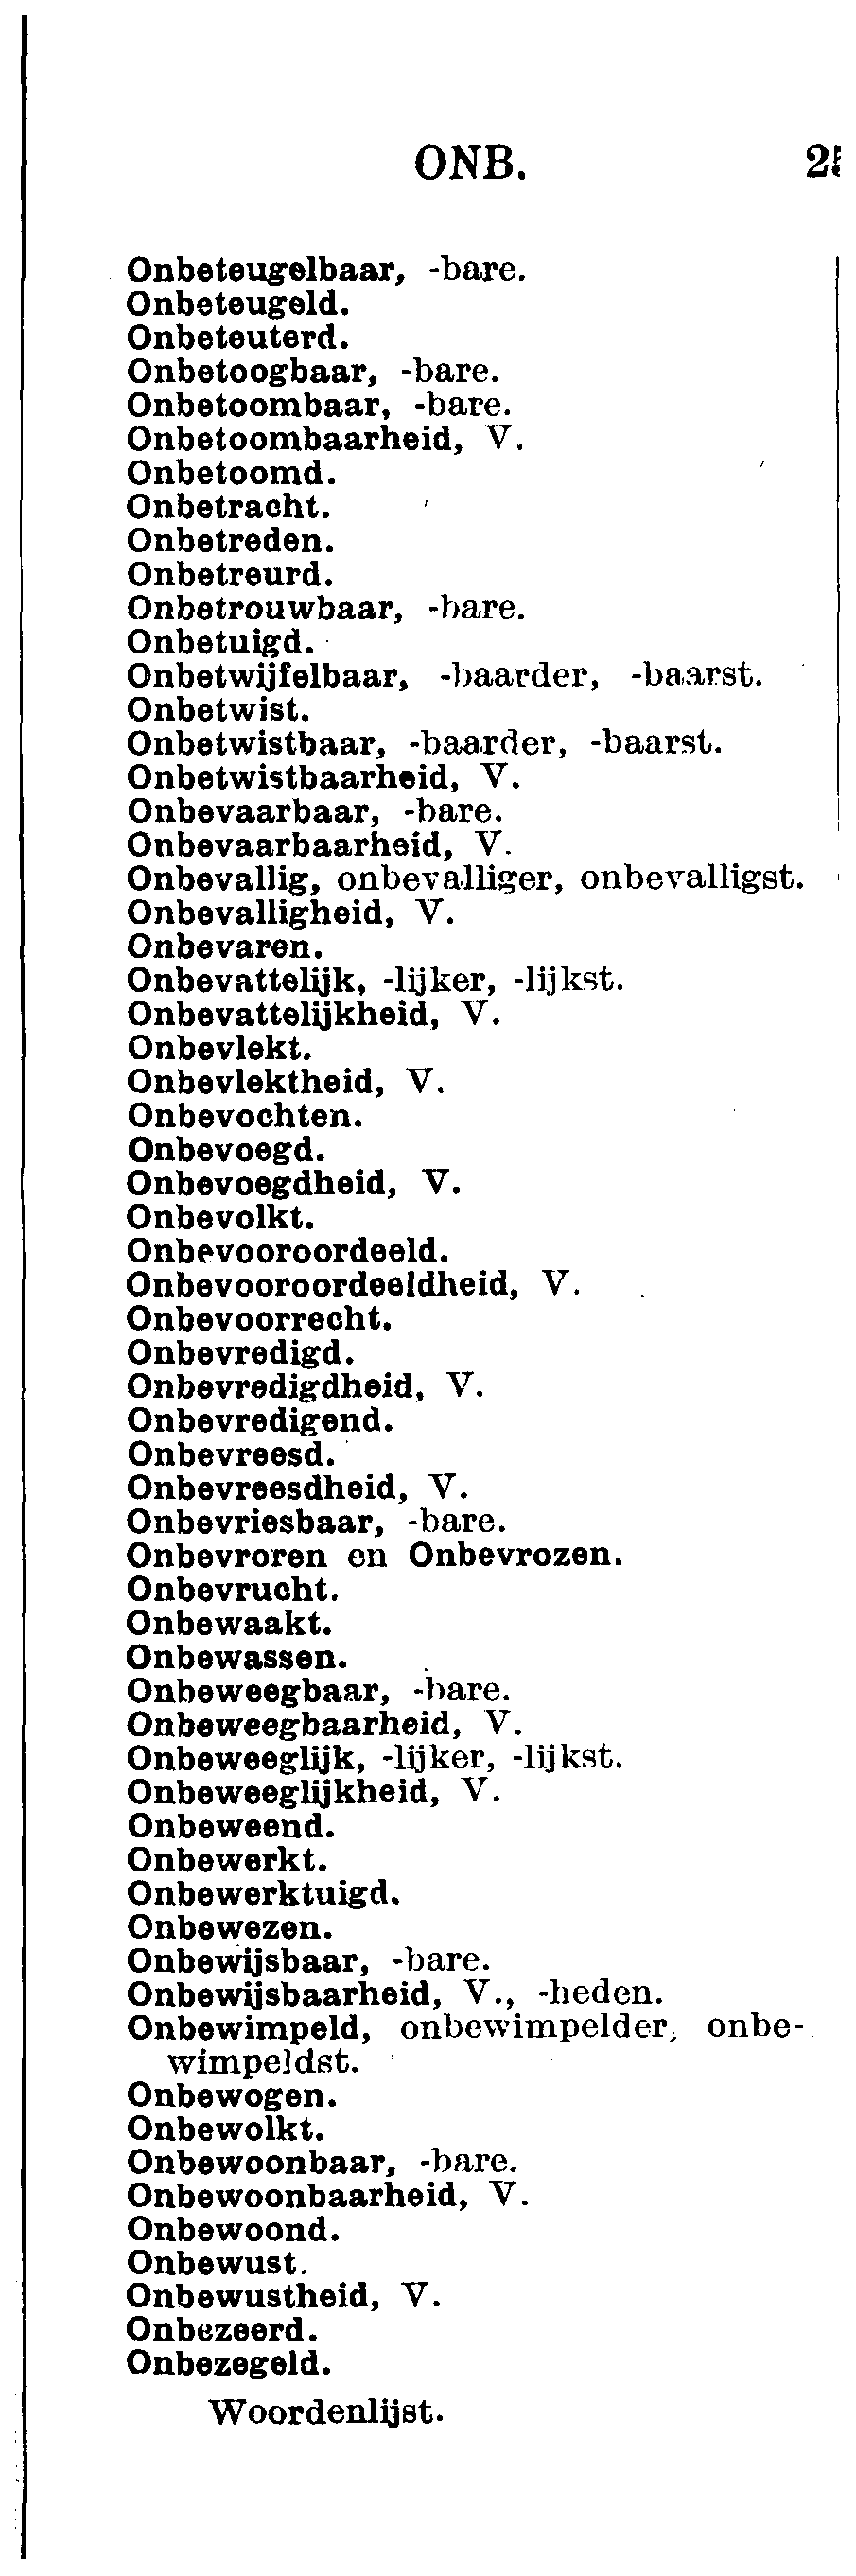 ONB.
Onbeteugelbaar, -bare.
Onbeteugeld.
Onbeteuterd.
Onbetoogbaar, -bare.
Onbetoombaar, -bare.
Onbetoombaarheid, V.
Onbetoomd.
Onbetracht.
Onbetreden.
Onbetreurd.
Onbetrouwbaar, -bare.
Onbetuigd.
Onbetwijfelbaar, -baarder, -baarst.
Onbetwist.
Onbetwistbaar, -baarder, -baarst.
Onbetwistbaarheid, V.
Onbevaarbaar, -bare.
Onbevaarbaarheid, V.
Onbevallig, onbevalliger, onbevalligst.
Onbevalligheid, V.
Onbevaren.
Onbevattelijk, -lijker, -lijkst.
Onbevattelijkheid, V.
Onbevlekt.
Onbevlektheid, V.
Onbevochten.
Onbevoegd.
Onbevoegdheid, V.
Onbevolkt.
Onbevooroordeeld.
Onbevooroordeeldheid, V.
Onbevoorrecht.
Onbevredigd.
Onbevredigdheid, V.
Onbevredigend.
Onbevreesd.
Onbevreesdheid, V.
Onbevriesbaar, -bare.
Onbevroren en Onbevrozen.
Onbevrucht.
Onbewaakt.
Onbewassen.
Onbeweegbaar, -bare.
Onbeweegbaarheid, V.
Onbeweeglijk, -lijker, -lijkst.
Onbeweeglijkheid, V.
Onbeweend.
Onbewerkt.
Onbewerktuigd.
Onbewezen.
Onbewijsbaar, -bare.
Onbewijsbaarheid, V., -heden.
Onbewimpeld, onbewimpelder, onbe-
wimpeldst.
Onbewogen.
Onbewolkt.
Onbewoonbaar, -bare.
Onbewoonbaarheid, V.
Onbewoond.
Onbewust.
Onbewustheid, V.
Onbezeerd.
Onbezegeld.
Woordenlijst.